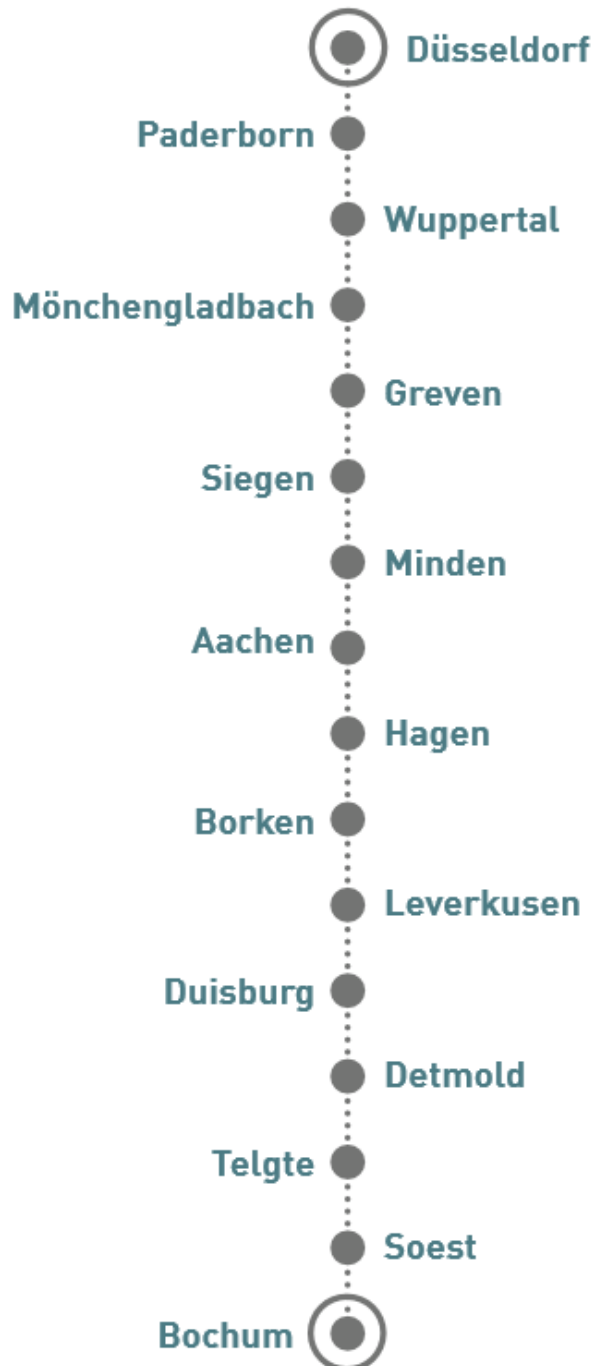 Düsseldorf
Paderborn
Wuppertal
Mönchengladbach
Greven
Siegen
Minden
Aachen
Hagen
Borken
Leverkusen
Duisburg
Detmold
Telgte
Soest
Bochum